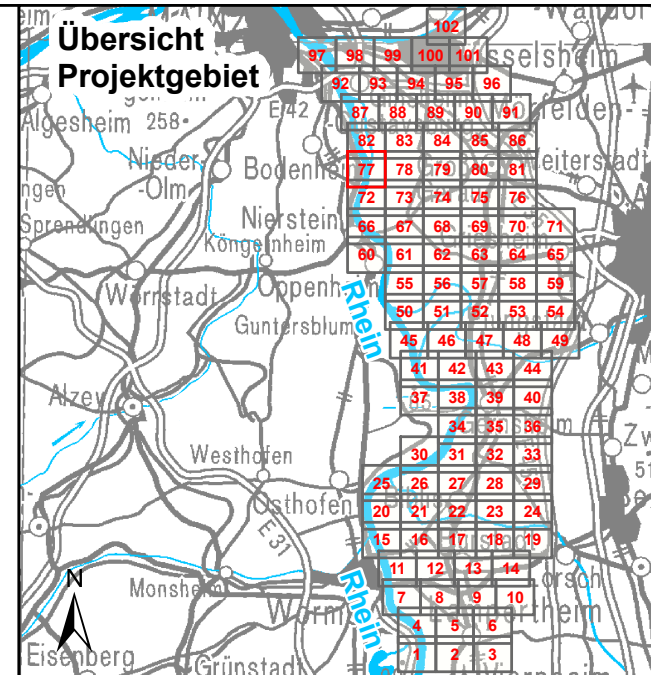 Übersicht
Projektgebiet
102
97 98 99 100 101
sselsheim
92 93 94 95 96
E 42
87 88 89 90 91
Algesheim 258
82 83 84 85 86
Nieder-
-Olm
Bodenheim
77 78 79 80 81
eiterstadt
72 73 74 75 76
Sprendlingen
Nierstein
66 67 68 69 70 71
Köngernheim
60 61 62 63 64 65
Wörrstadt
Oppenheim
55 56 57 58 59
Rhein
50 51 52 53 54
Guntersblum
45 46 47 48 49
41 42 43 44
Alzey
37 38 39 40
34 35 36
Westhofen
30 31 32 33
25 26 27 28 29
Osthofen
20 21 22 23 24
E 31
15 16 17 18 19
11 12 13 14
orsch
N
Monsheim
Rhein
7 8 9 10
Worms
4 5 6
Eisenberg
Grünstadt
1 2 3